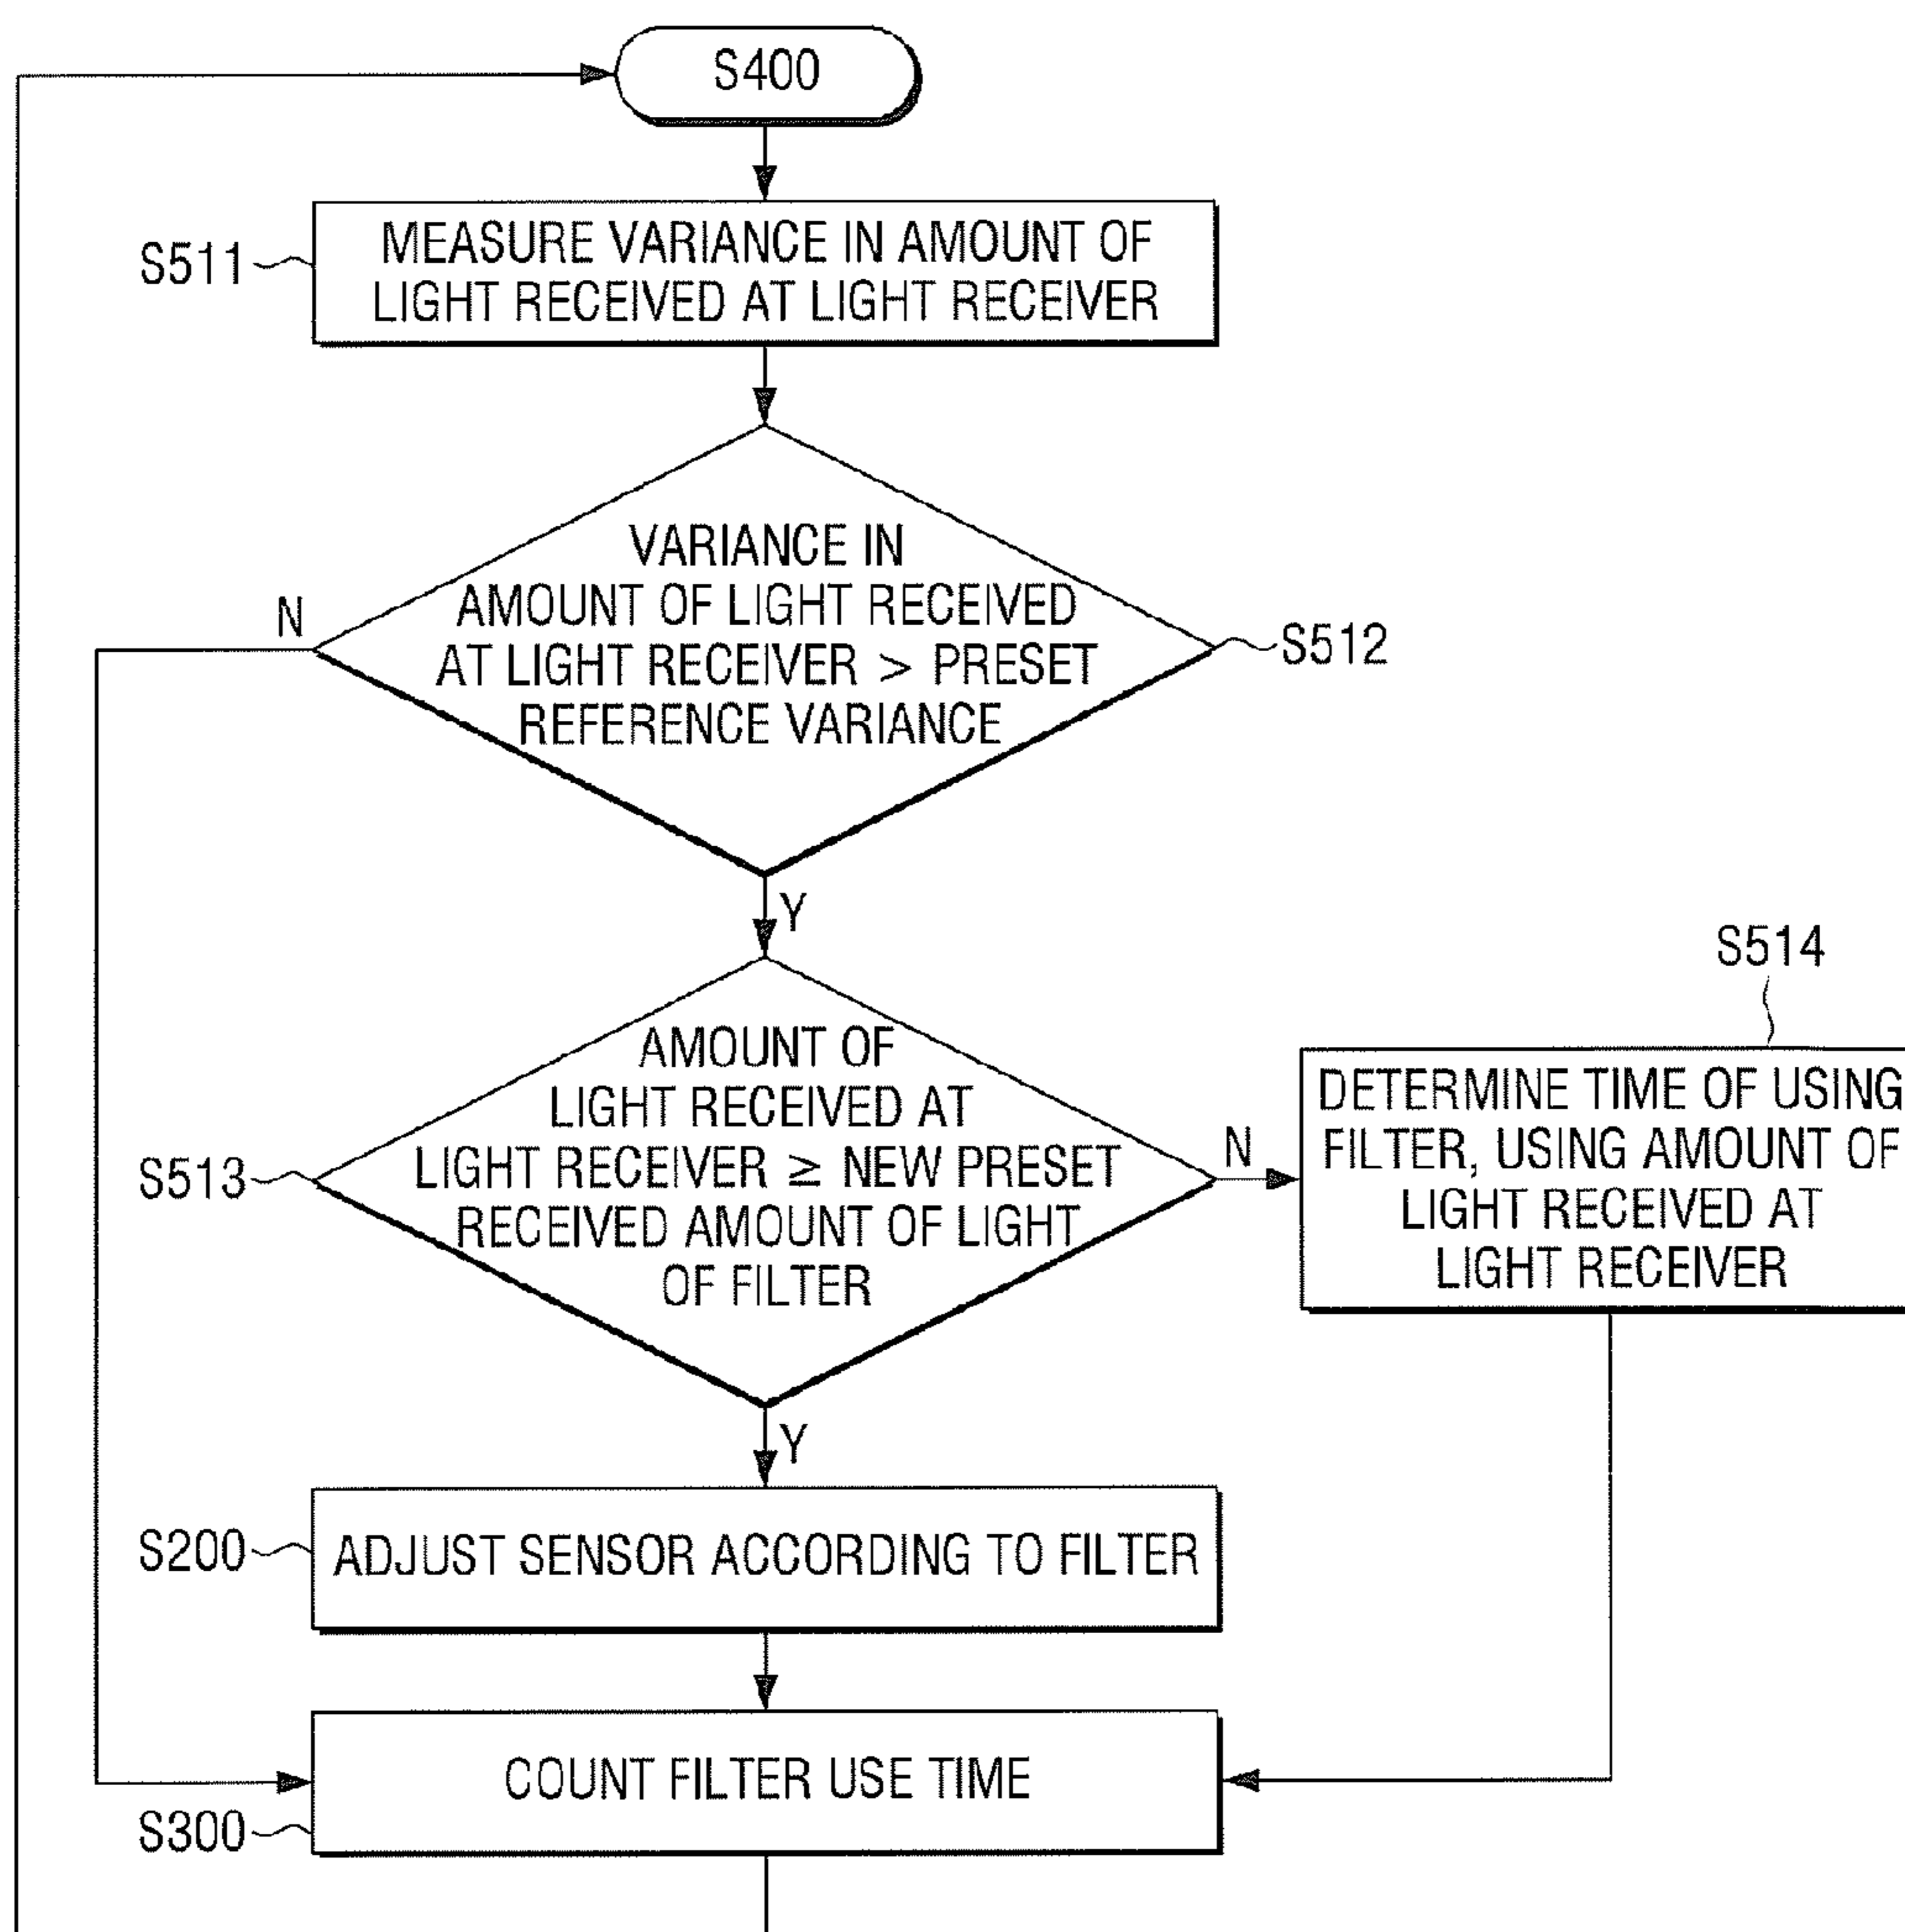 S400
S511
MEASURE VARIANCE IN AMOUNT OF
LIGHT RECEIVED AT LIGHT RECEIVER
VARIANCE IN
AMOUNT OF LIGHT RECEIVED
AT LIGHT RECEIVER > PRESET
REFERENCE VARIANCE
N
S512
Y
AMOUNT OF
LIGHT RECEIVED AT
LIGHT RECEIVER ≥ NEW PRESET
RECEIVED AMOUNT OF LIGHT
OF FILTER
S513
N
S514
DETERMINE TIME OF USING
FILTER, USING AMOUNT OF
LIGHT RECEIVED AT
LIGHT RECEIVER
Y
S200
ADJUST SENSOR ACCORDING TO FILTER
COUNT FILTER USE TIME
S300